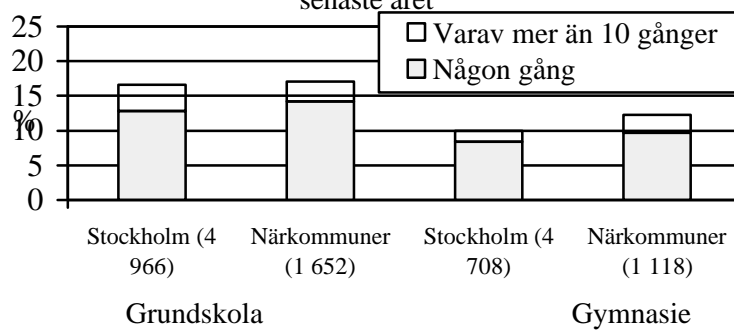 senaste året
Varav mer än 10 gånger
Någon gång
25
20
15
%
10
5
0
Stockholm (4
966)
Närkommuner
(1 652)
Stockholm (4
708)
Närkommuner
(1 118)
Grundskola
Gymnasie